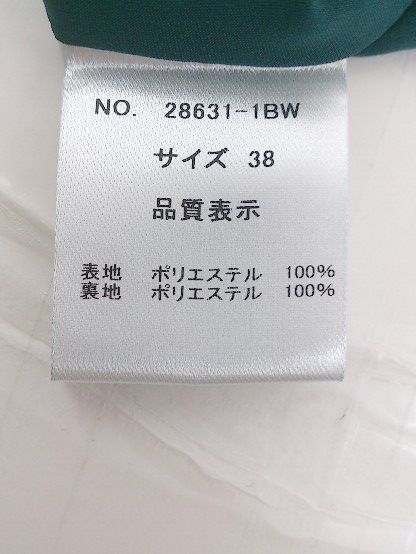 NO. 28631-1BW
サイズ 38
品質表示
表地 ポリエステル 100%
裏地 ポリエステル 100%